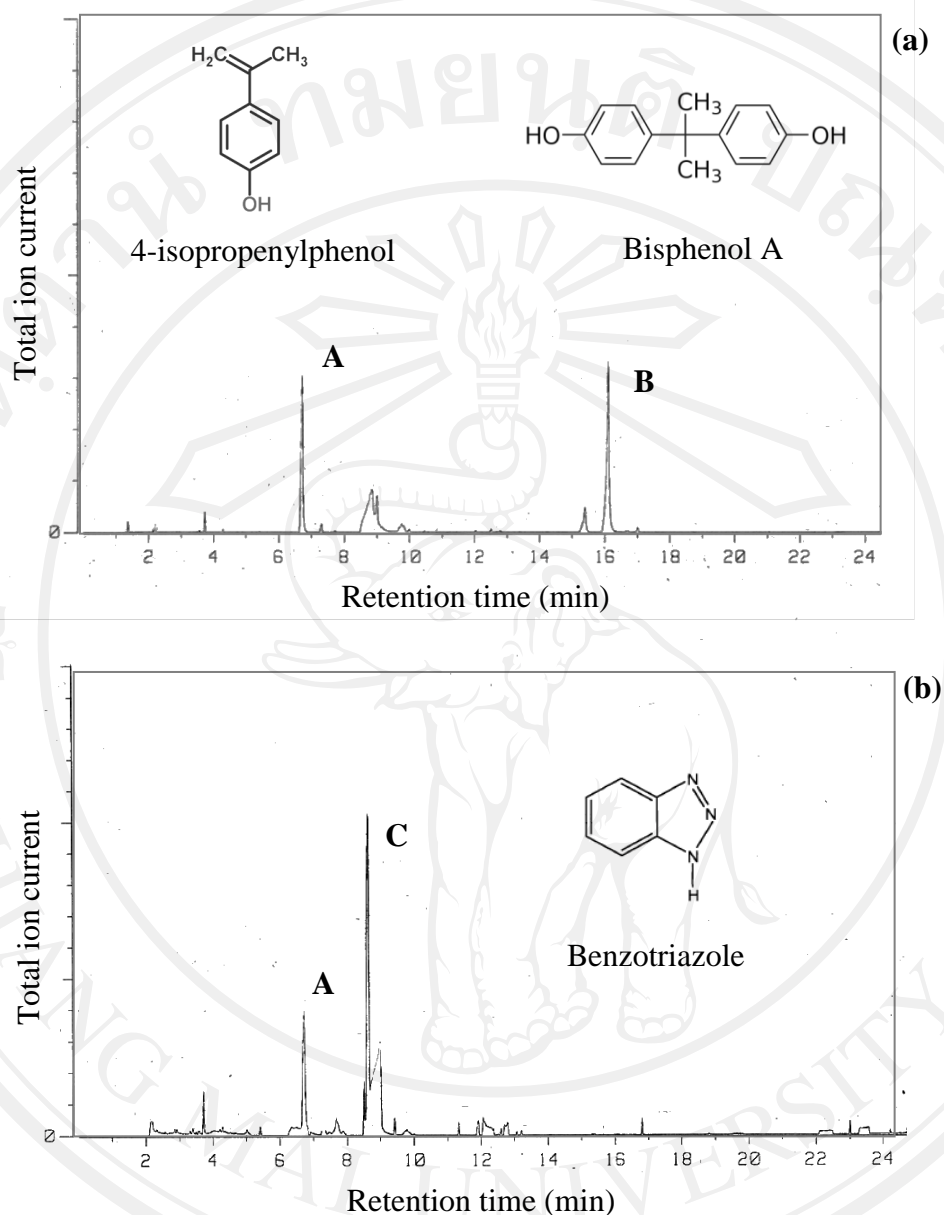 (a)
H₂C
CH₃
OH
4-isopropenylphenol
HO
CH₃
CH₃
OH
Bisphenol A
Total ion current
A
B
0
2 4 6 8 10 12 14 16 18 20 22 24
Retention time (min)
(b)
N
N
N
H
Benzotriazole
Total ion current
C
A
0
2 4 6 8 10 12 14 16 18 20 22 24
Retention time (min)
MAI UNIVERSITY